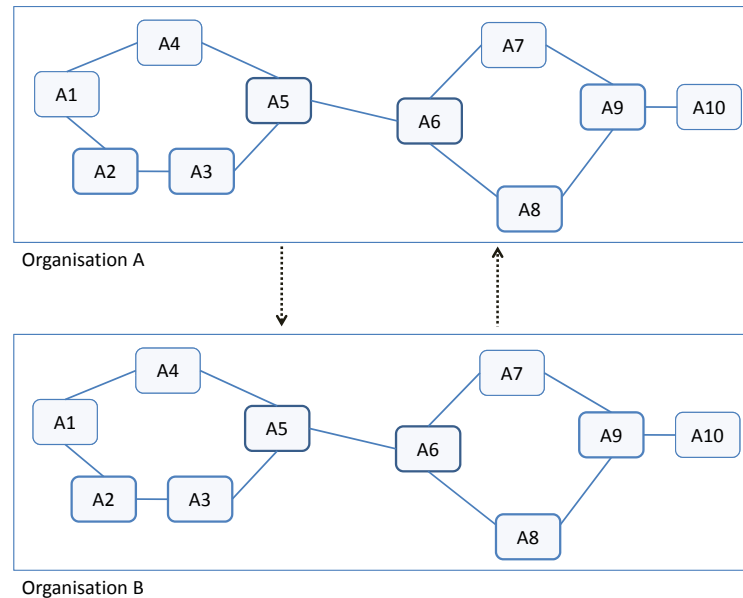 A4
A7
A1
A5
A9
A10
A6
A2
A3
A8
Organisation A
A4
A7
A1
A5
A9
A10
A6
A2
A3
A8
Organisation B